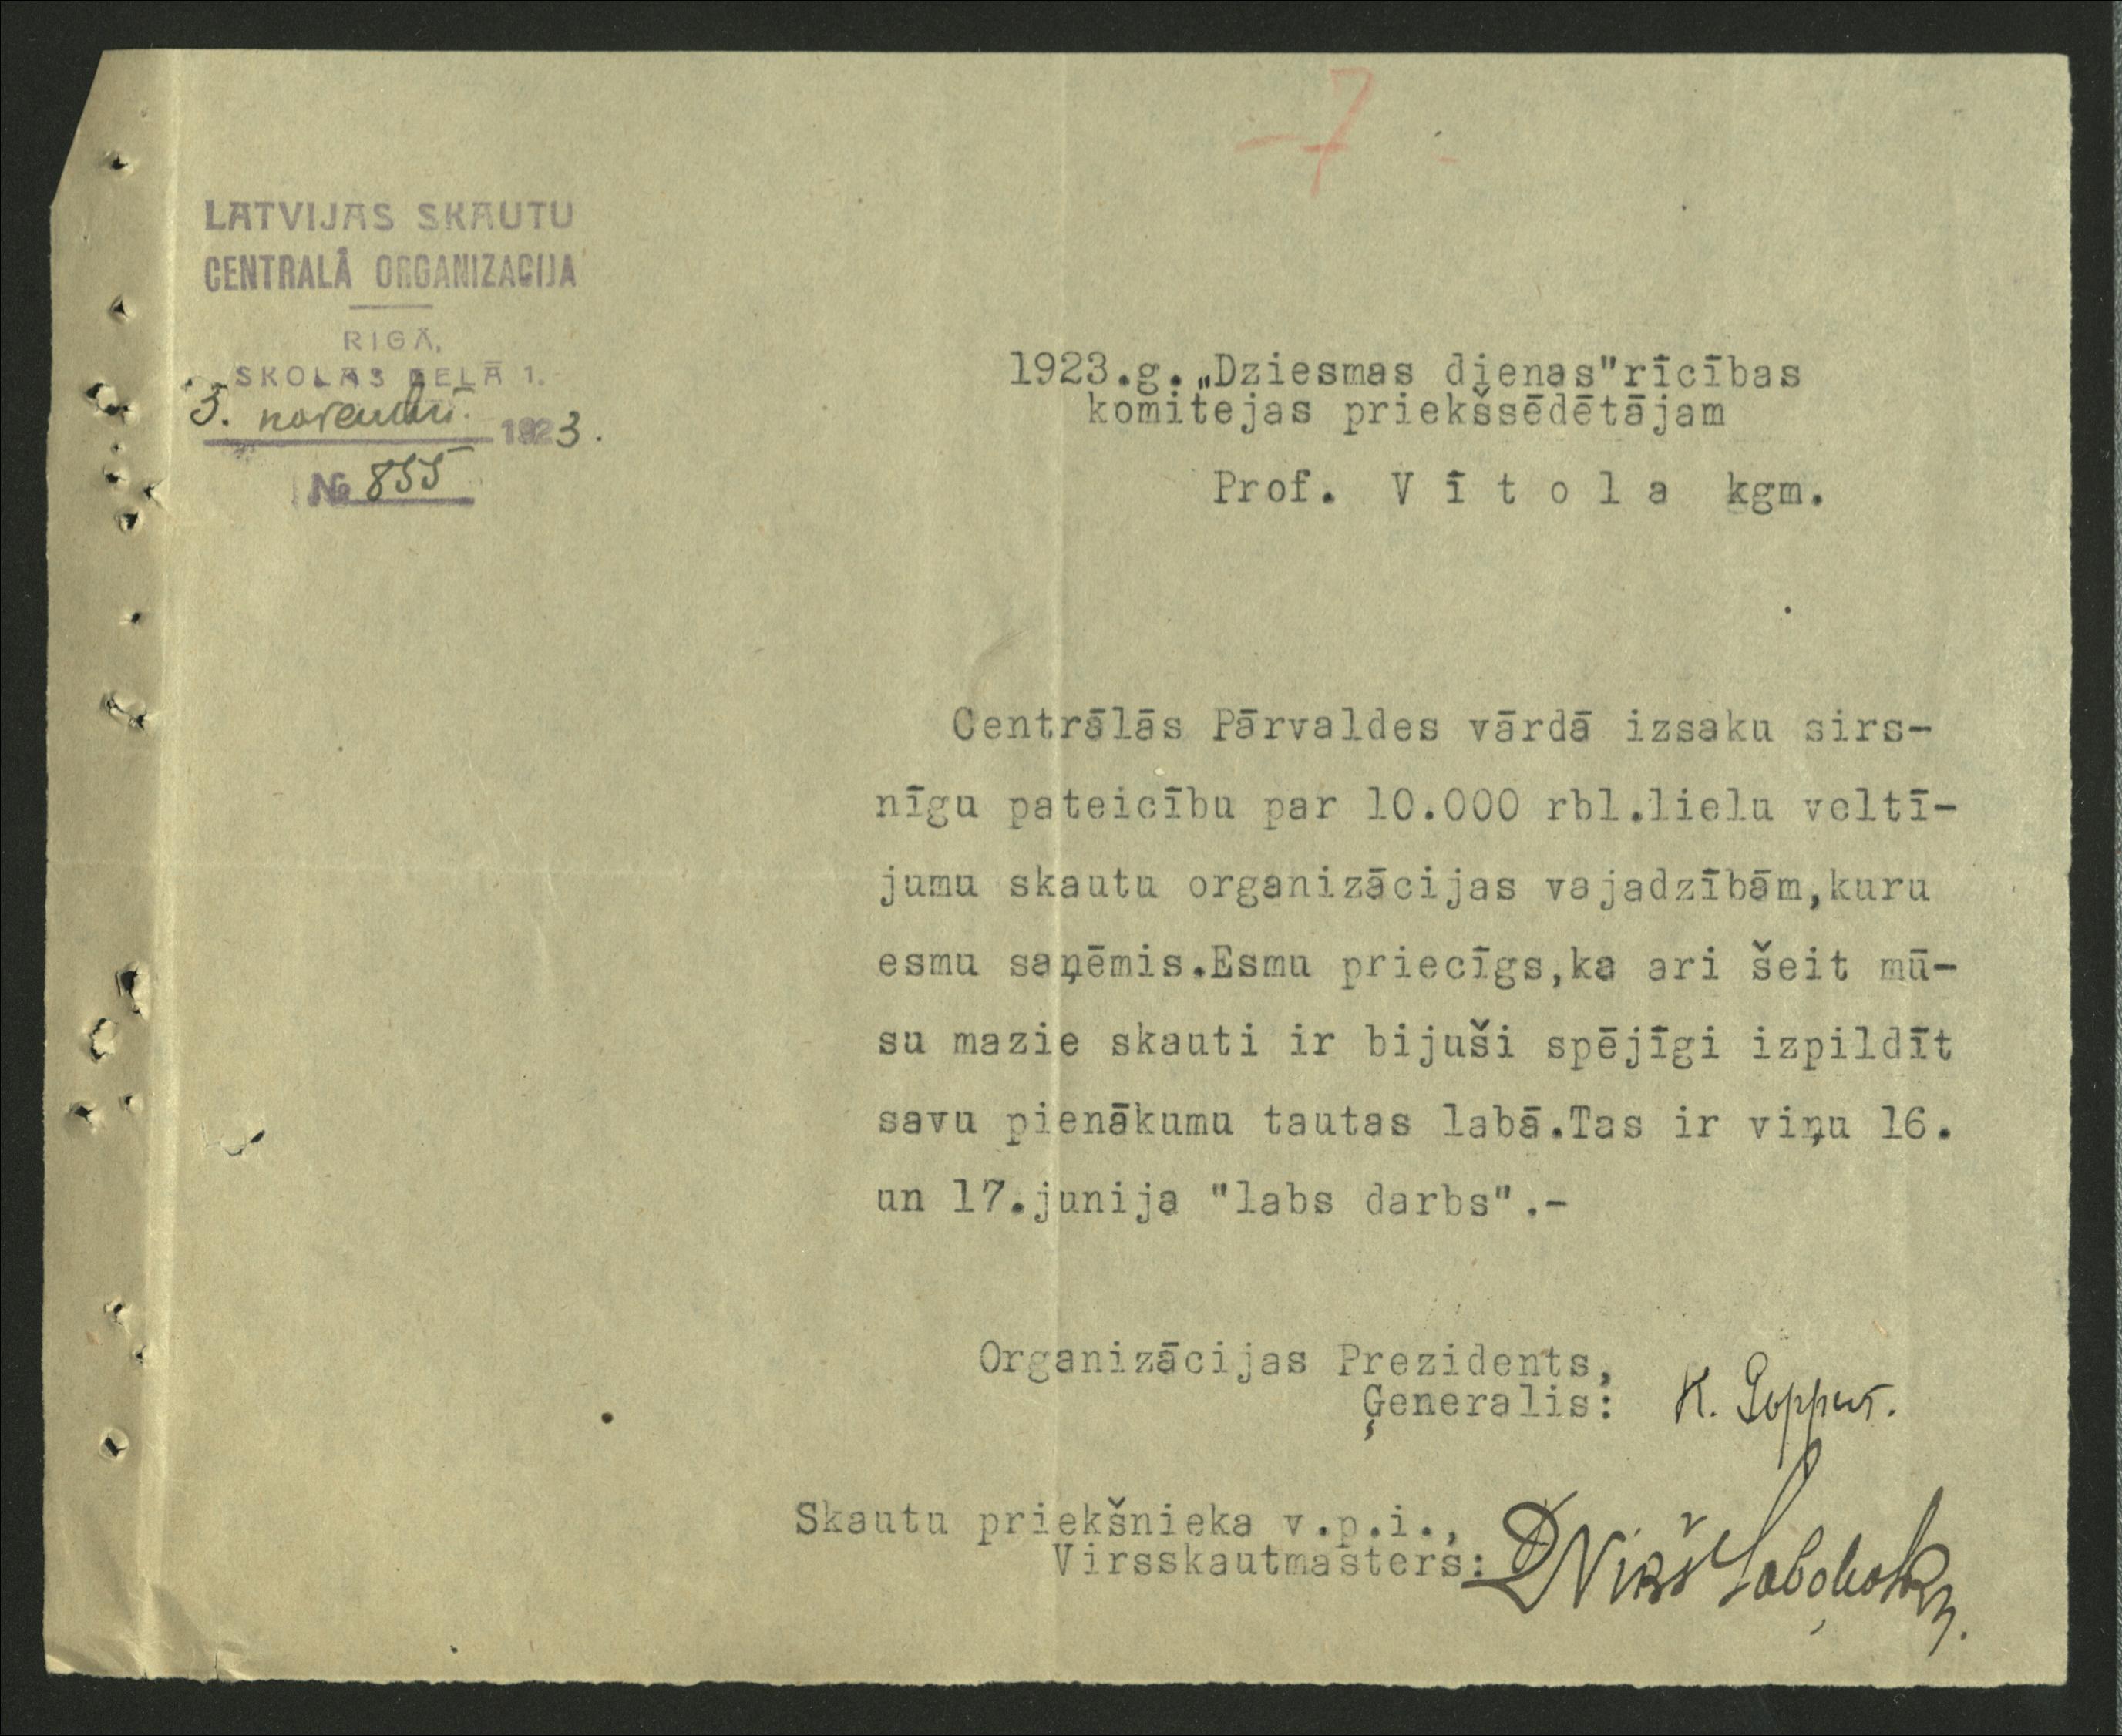 7
LATVIJAS SKAUTU
CENTRALĀ ORGANIZACIJA
RIGĀ,
SKOLAS IELĀ 1.
5. novembrī 1923.
№ 855
1923.g.„Dziesmas dienas"rīcības
komitejas priekšsēdētājam
Prof. V ī t o l a kgm.
Centrālās Pārvaldes vārdā izsaku sirs-
nīgu pateicību par 10.000 rbl.lielu veltī-
jumu skautu organizācijas vajadzībām,kuru
esmu saņēmis.Esmu priecīgs,ka ari šeit mū-
su mazie skauti ir bijuši spējīgi izpildīt
savu pienākumu tautas labā.Tas ir viņu 16.
un 17.junija "labs darbs".-
Organizācijas Prezidents,
Ģeneralis: K. Goppers.
Skautu priekšnieka v.p.i.,
Virsskautmasters: